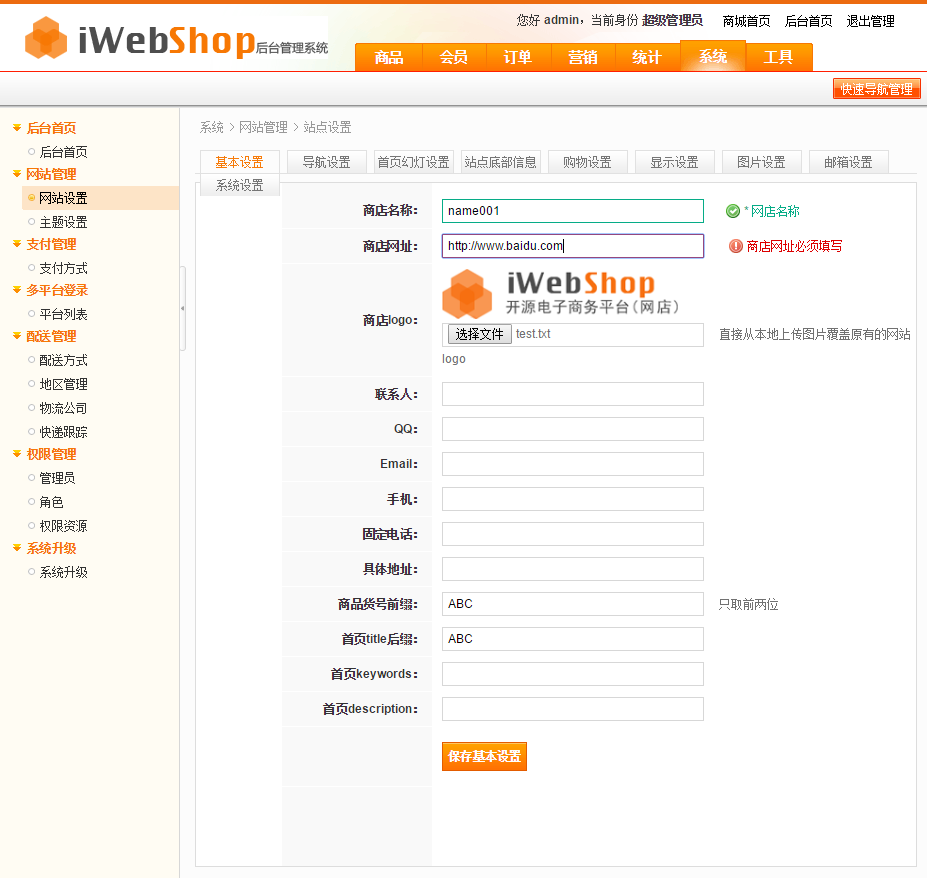 您好 admin，当前身份 超级管理员 商城首页 后台首页 退出管理
iWebShop 后台管理系统
商品 会员 订单 营销 统计 系统 工具
快速导航管理
后台首页
后台首页
网站管理
网站设置
主题设置
支付管理
支付方式
多平台登录
平台列表
配送管理
配送方式
地区管理
物流公司
快递跟踪
权限管理
管理员
角色
权限资源
系统升级
系统升级
系统 > 网站管理 > 站点设置
基本设置 导航设置 首页幻灯设置 站点底部信息 购物设置 显示设置 图片设置 邮箱设置
系统设置
商店名称： name001 * 网店名称
商店网址： http://www.baidu.com 商店网址必须填写
iWebShop
开源电子商务平台（网店）
商店logo：
选择文件 test.txt 直接从本地上传图片覆盖原有的网站
logo
联系人：
QQ：
Email：
手机：
固定电话：
具体地址：
商品货号前缀： ABC 只取前两位
首页title后缀： ABC
首页keywords：
首页description：
保存基本设置